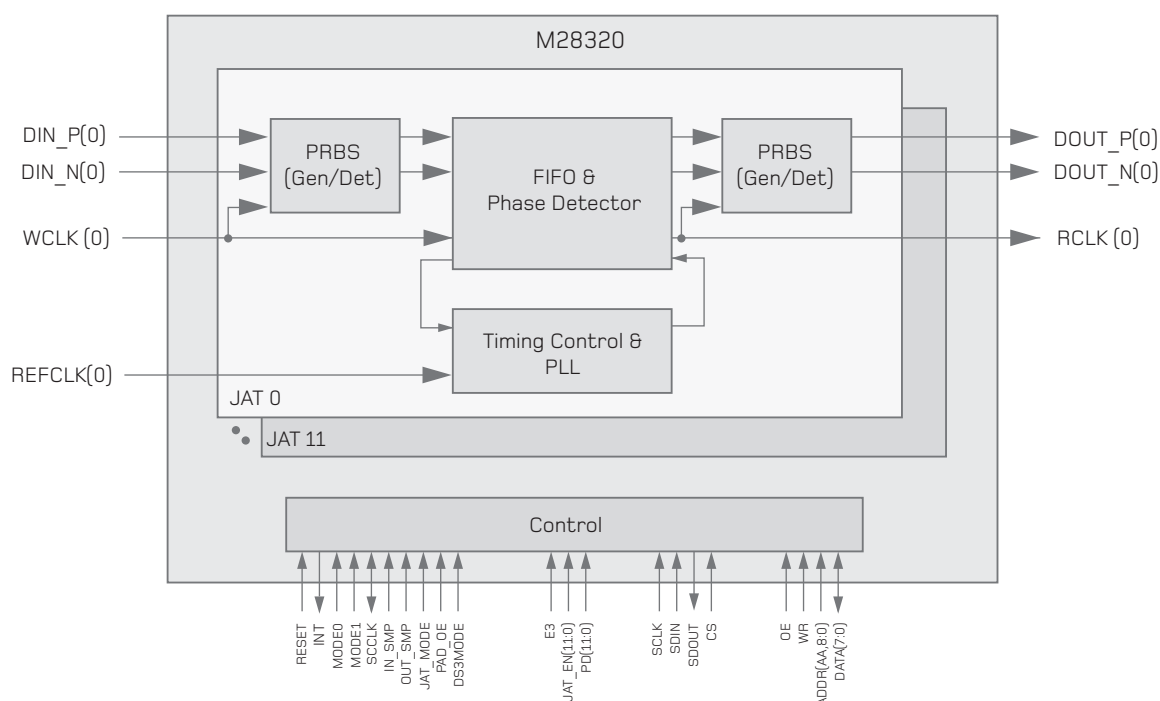 M28320
DIN_P(0)
DIN_N(0)
WCLK (0)
REFCLK(0)
PRBS
(Gen/Det)
FIFO &
Phase Detector
PRBS
(Gen/Det)
Timing Control &
PLL
DOUT_P(0)
DOUT_N(0)
RCLK (0)
JAT 0
JAT 11
Control
RESET
INT
MODE0
MODE1
SCCLK
IN_SMP
OUT_SMP
JAT_MODE
PAD_OE
DS3MODE
E3
JAT_EN(11:0)
PD(11:0)
SCLK
SDIN
SDOUT
CS
OE
WR
ADDR(AA,8:0)
DATA(7:0)